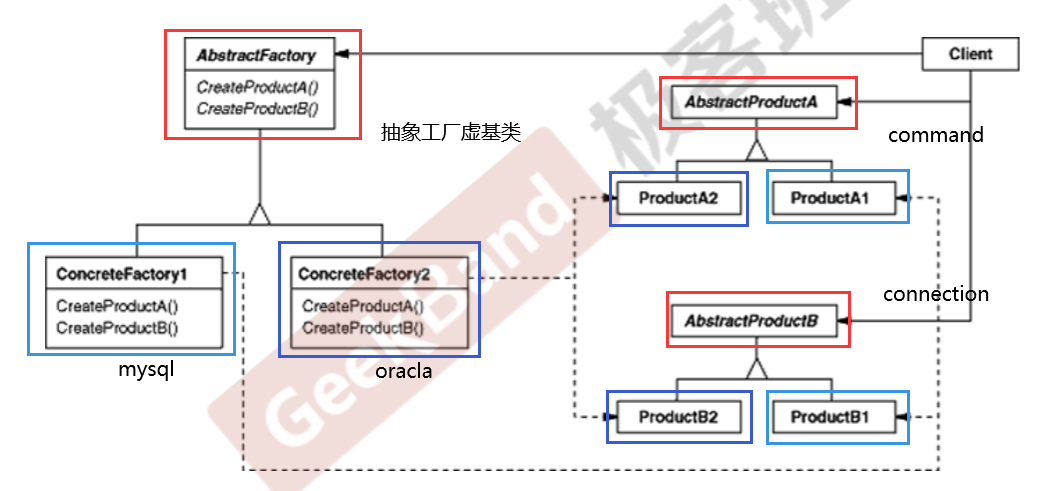 AbstractFactory
CreateProductA()
CreateProductB()
抽象工厂虚基类
Client
AbstractProductA
command
ProductA2
ProductA1
ConcreteFactory1
CreateProductA()
CreateProductB()
mysql
ConcreteFactory2
CreateProductA()
CreateProductB()
oracla
connection
AbstractProductB
ProductB2
ProductB1
GeekBand
极客班